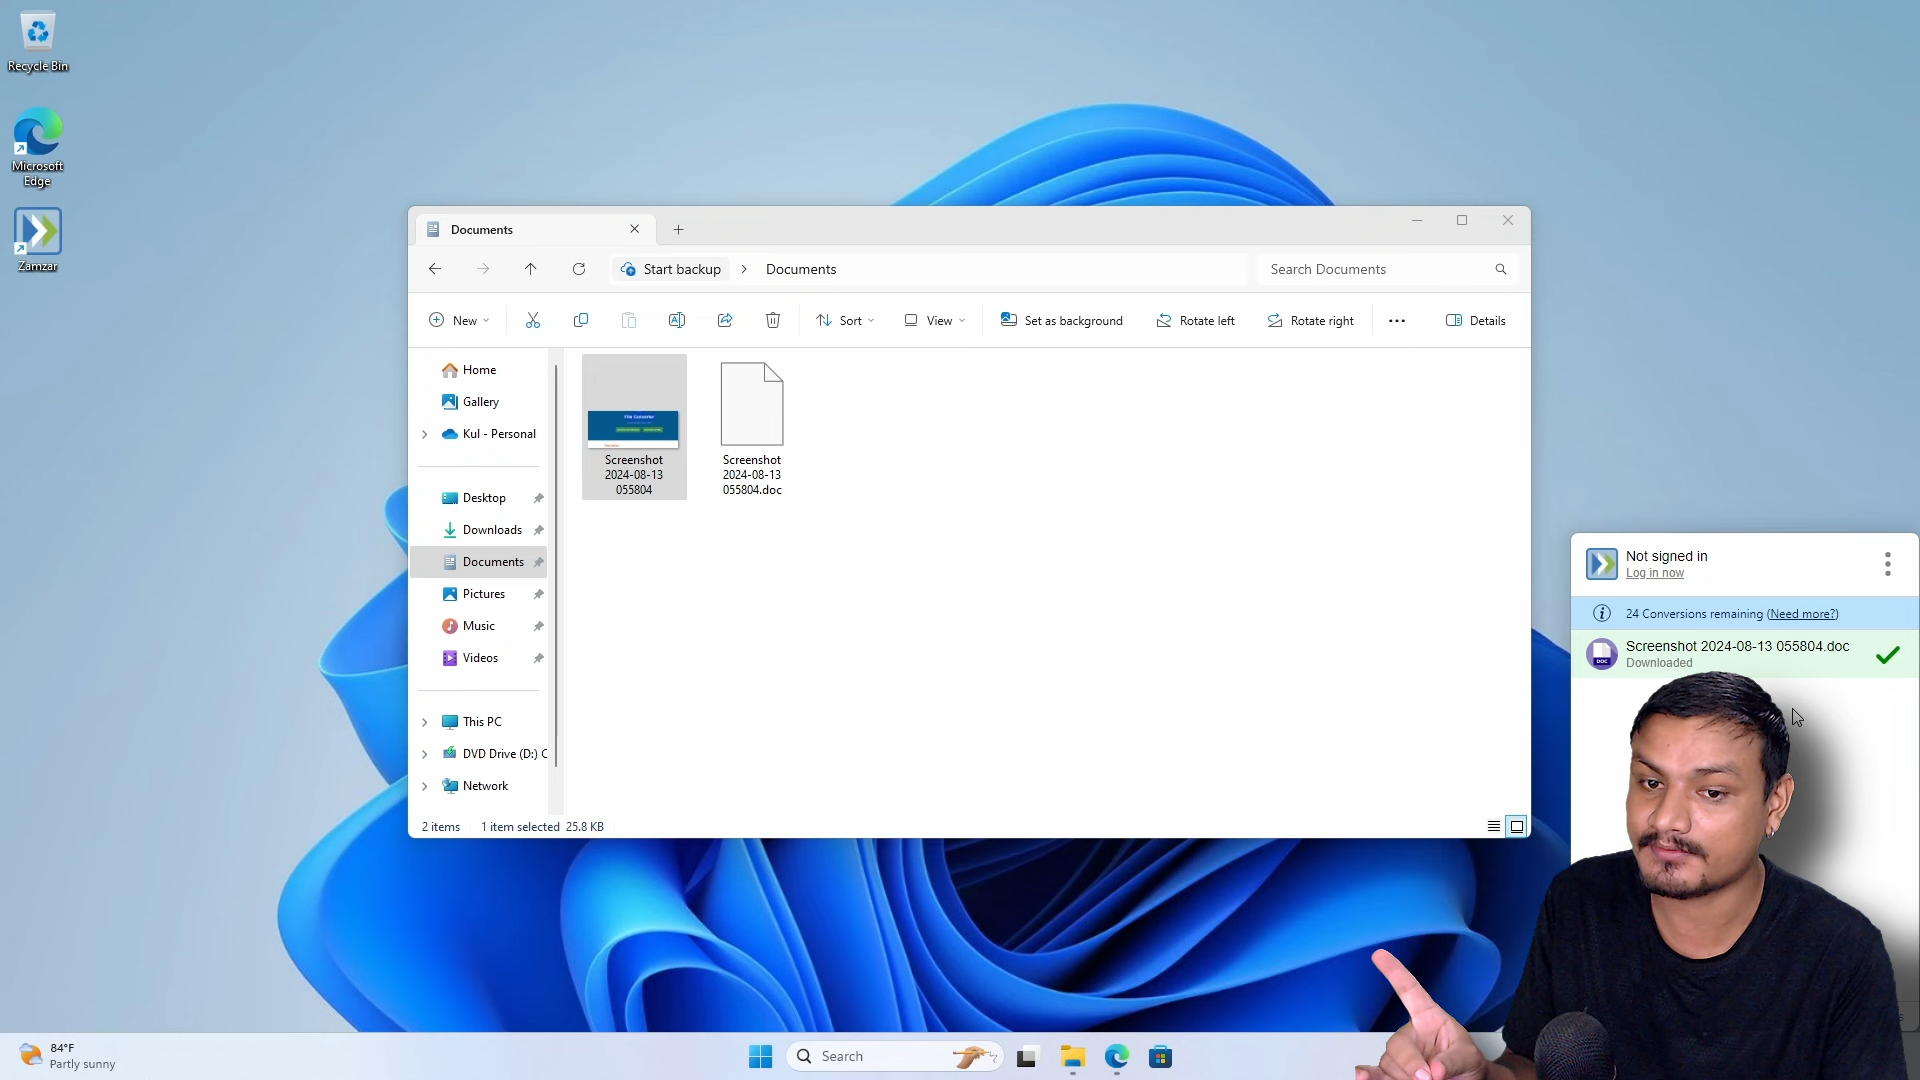 Recycle Bin
Microsoft
Edge
Zamzar
Documents
Start backup
Documents
Search Documents
New
Sort
View
Set as background
Rotate left
Rotate right
Details
Home
Gallery
Kul - Personal
Desktop
Downloads
Documents
Pictures
Music
Videos
This PC
DVD Drive (D:) C
Network
File Converter
Screenshot
2024-08-13
055804
Screenshot
2024-08-13
055804.doc
2 items
1 item selected 25.8 KB
Not signed in
Log in now
24 Conversions remaining (Need more?)
DOC
Screenshot 2024-08-13 055804.doc
Downloaded
84°F
Partly sunny
Search